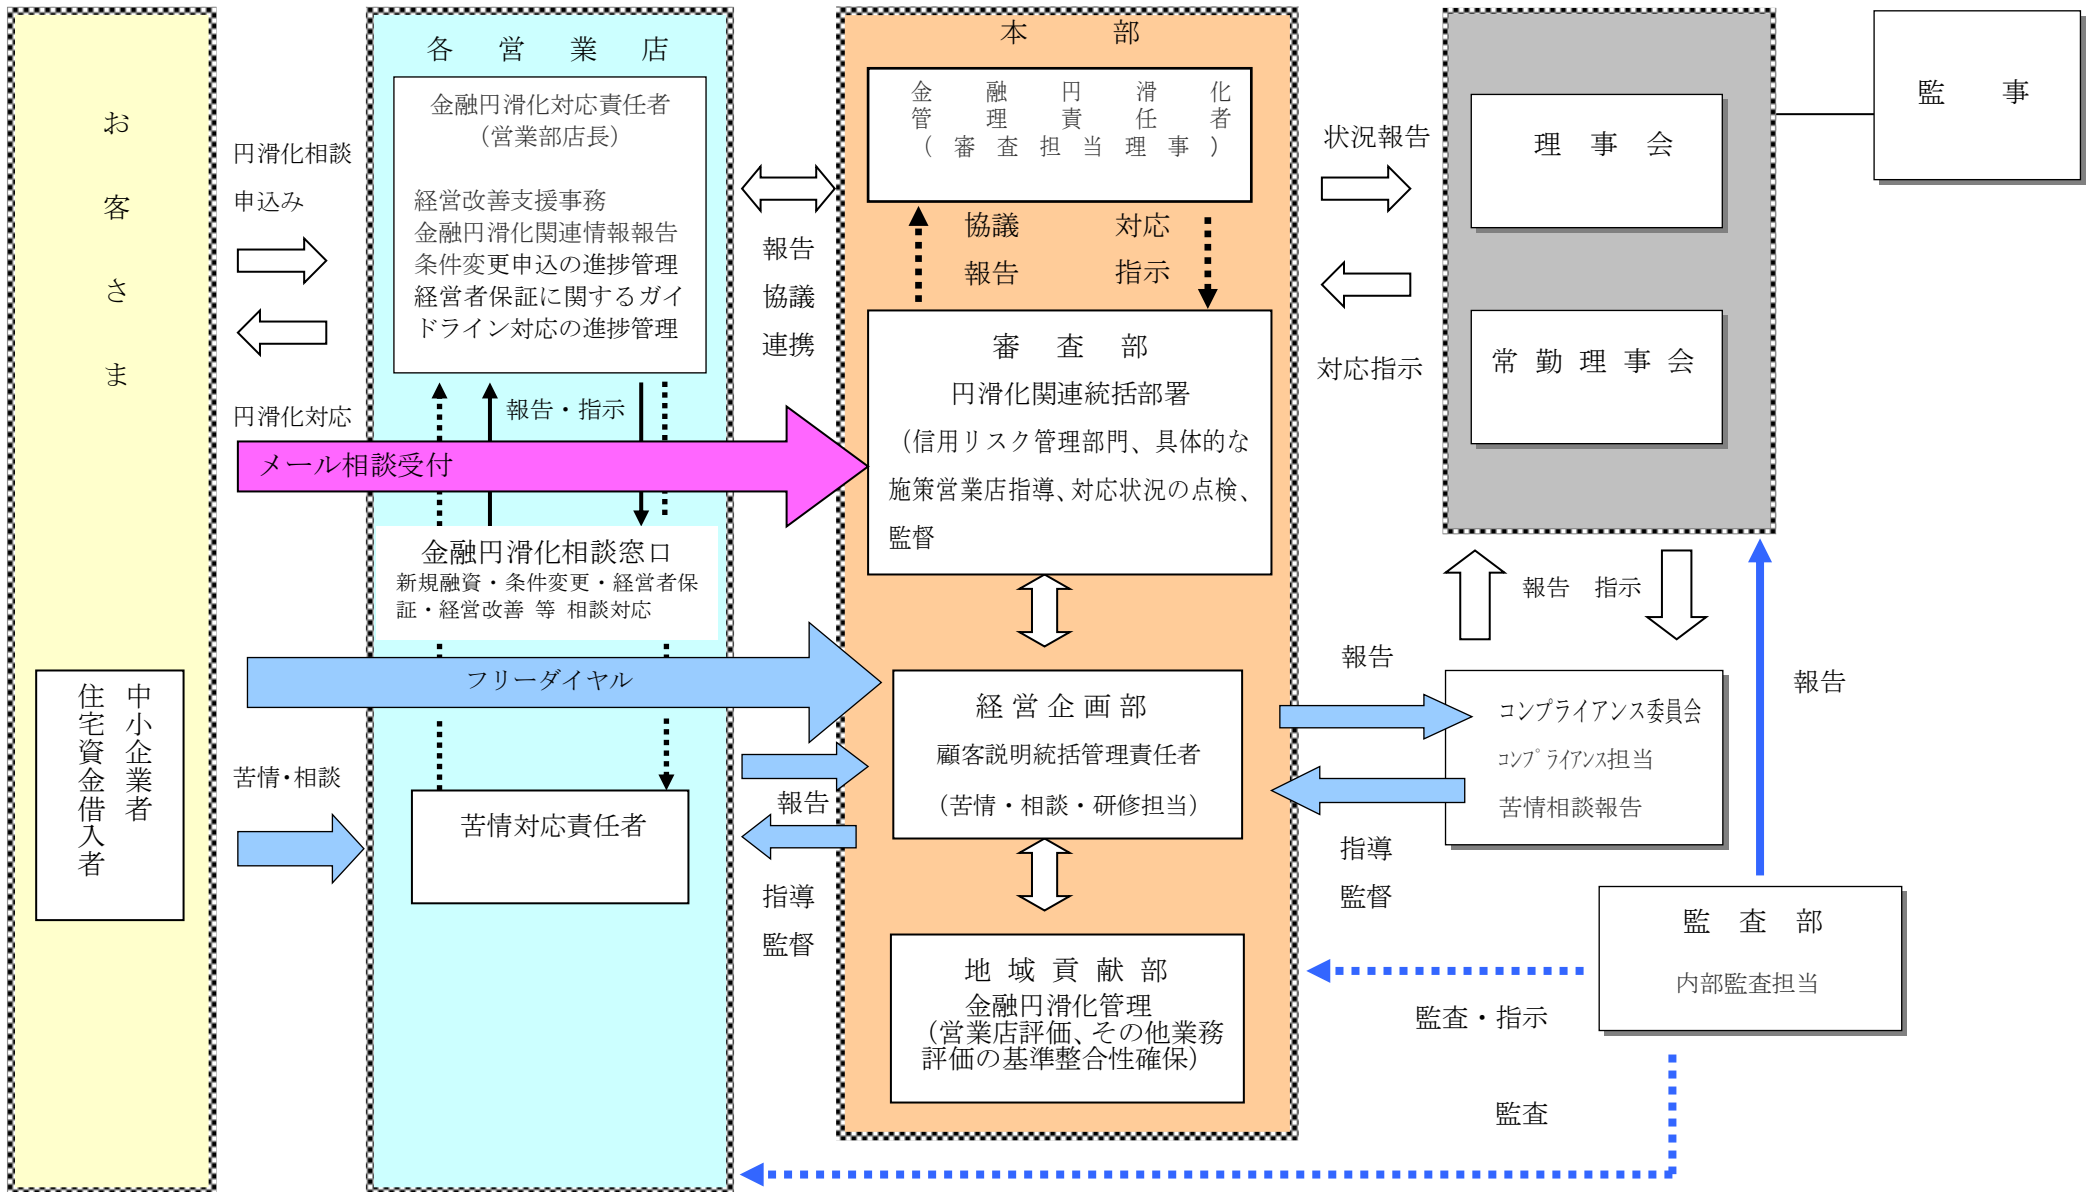 お客さま
中小企業者
住宅資金借入者
円滑化相談
申込み
円滑化対応
苦情・相談
各営業店
金融円滑化対応責任者
（営業部店長）
経営改善支援事務
金融円滑化関連情報報告
条件変更申込の進捗管理
経営者保証に関するガイ
ドライン対応の進捗管理
報告・指示
メール相談受付
金融円滑化相談窓口
新規融資・条件変更・経営者保
証・経営改善 等 相談対応
フリーダイヤル
苦情対応責任者
報告
協議
連携
報告
指導
監督
本部
金融円滑化
管理責任者
（審査担当理事）
協議
報告
対応
指示
審査部
円滑化関連統括部署
（信用リスク管理部門、具体的な
施策営業店指導、対応状況の点検、
監督
経営企画部
顧客説明統括管理責任者
（苦情・相談・研修担当）
地域貢献部
金融円滑化管理
（営業店評価、その他業務
評価の基準整合性確保）
状況報告
対応指示
理事会
常勤理事会
監事
報告 指示
報告
指導
監督
コンプライアンス委員会
コンプライアンス担当
苦情相談報告
報告
監査部
内部監査担当
監査・指示
監査